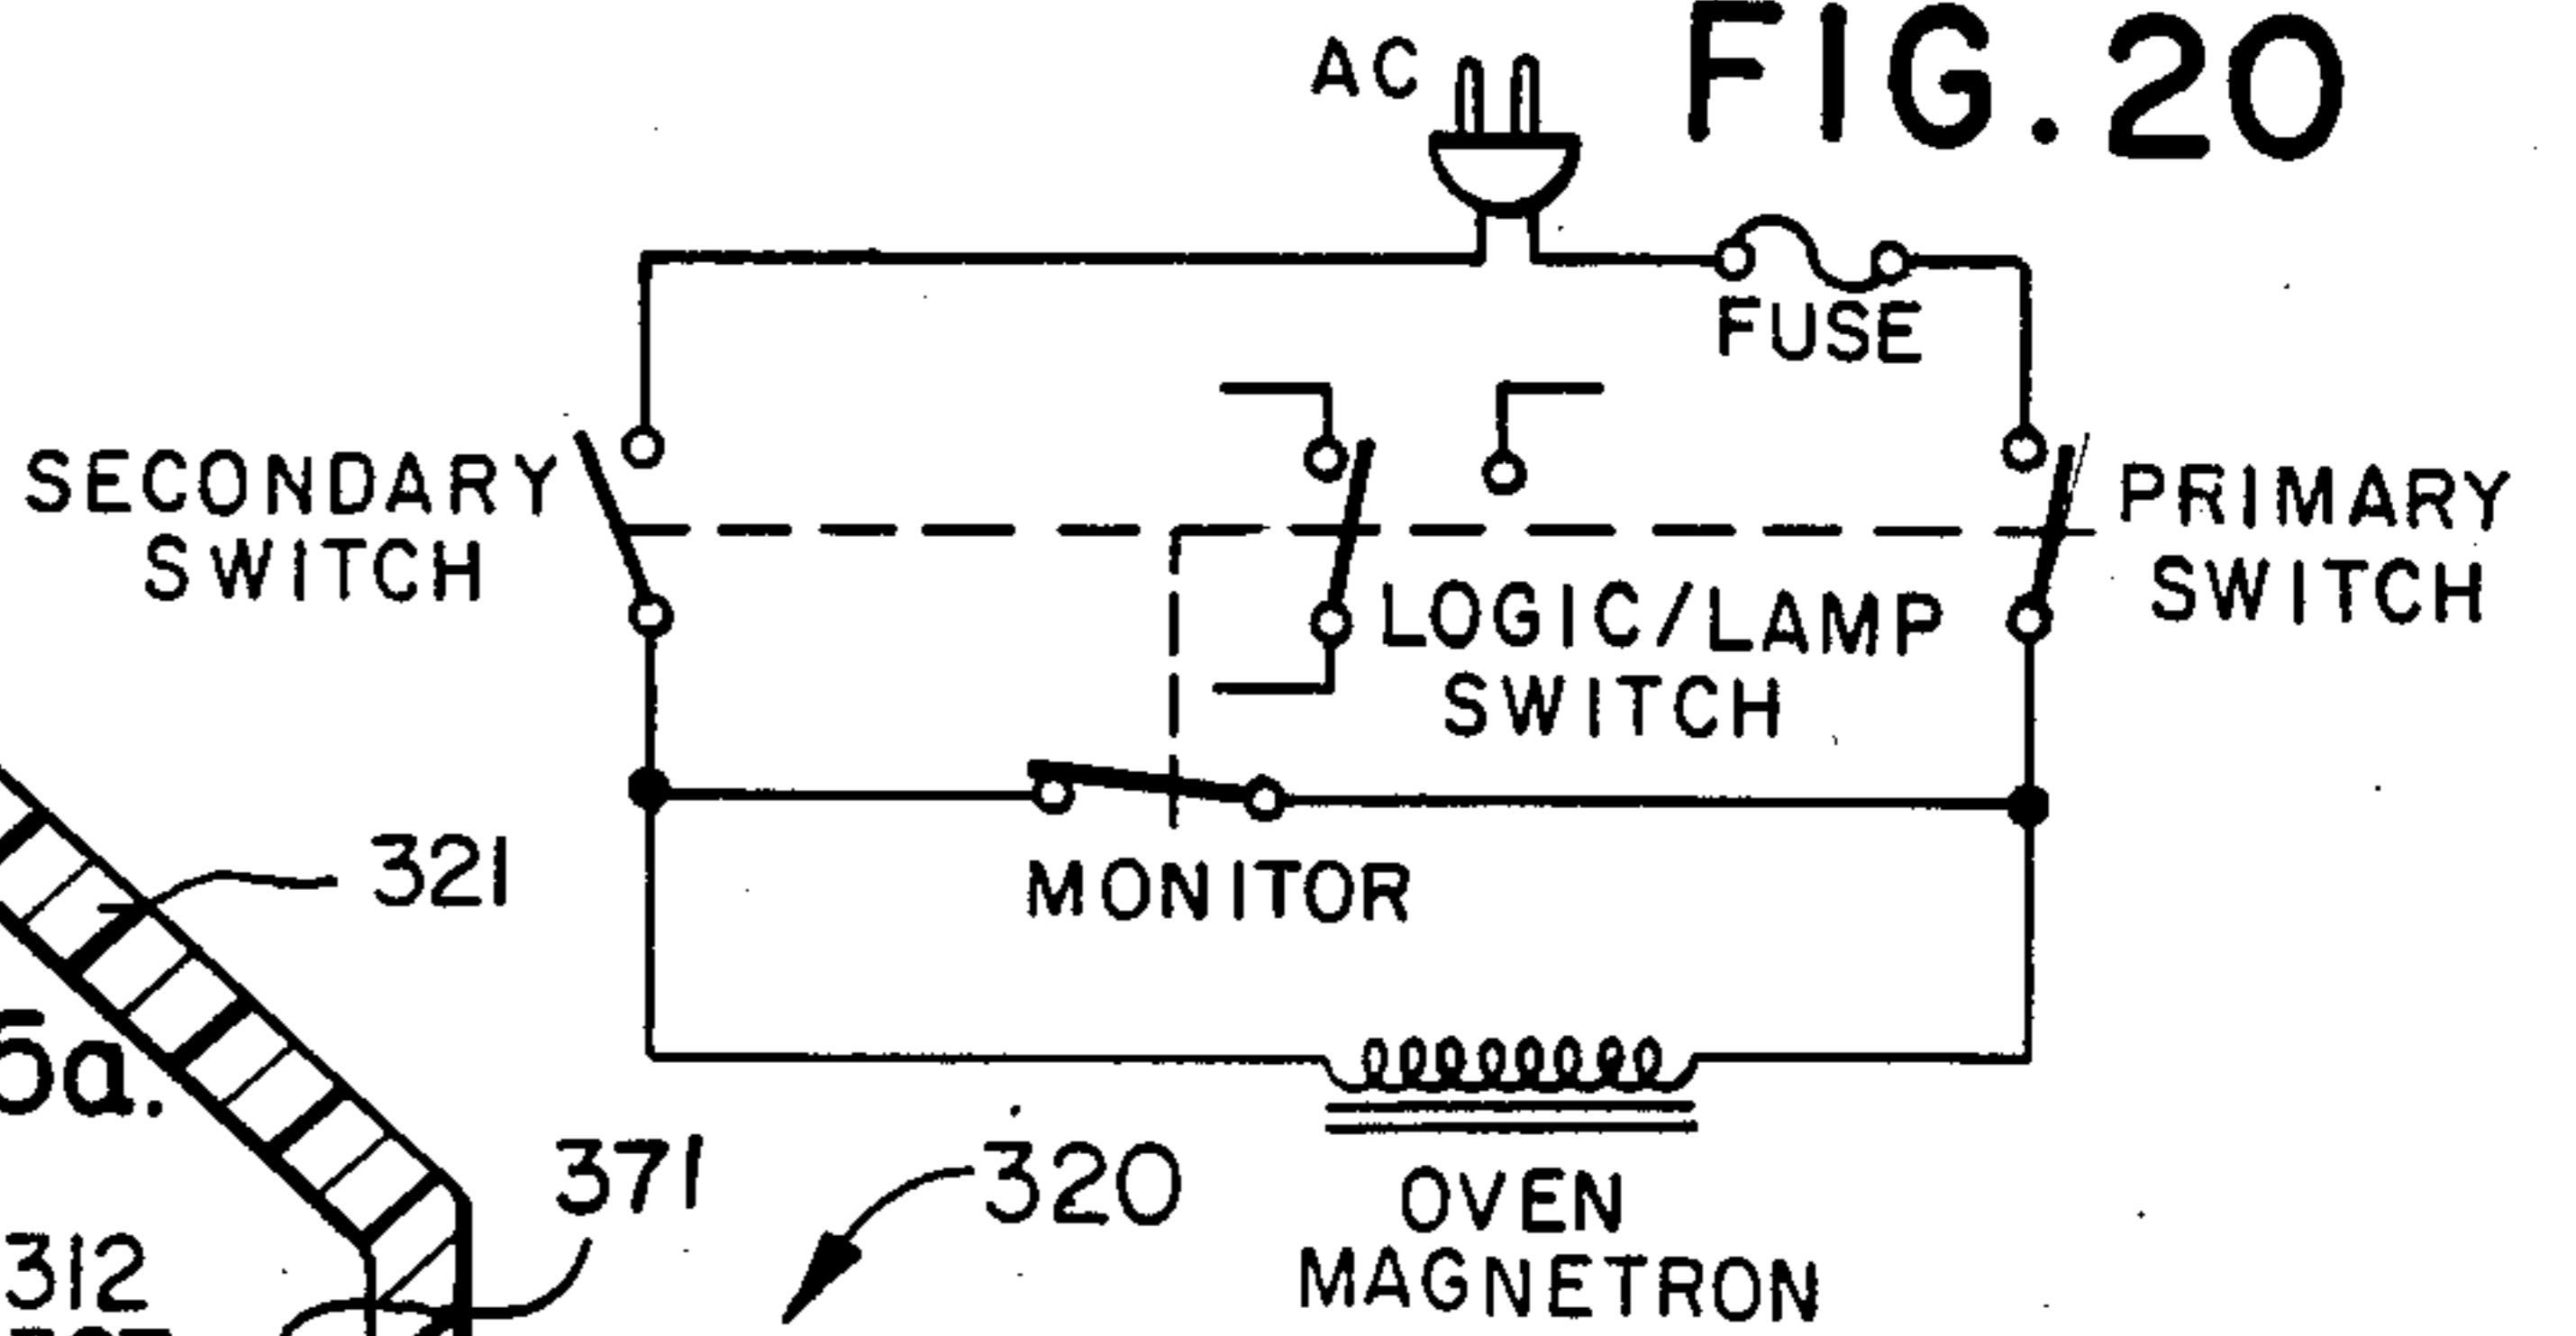 FIG. 20
AC
FUSE
SECONDARY
SWITCH
PRIMARY
SWITCH
LOGIC/LAMP
SWITCH
MONITOR
321
a.
371
320
OVEN
MAGNETRON
312